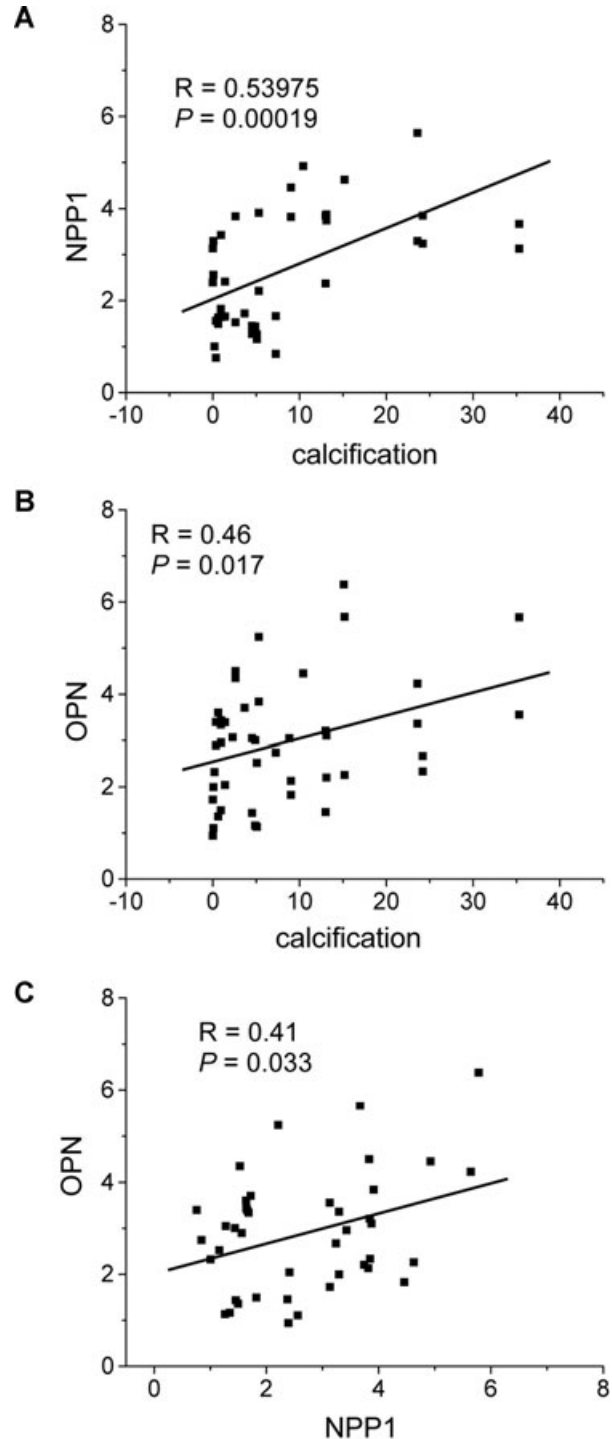 A
8
R = 0.53975
P = 0.00019
6
NPP1
4
2
0
-10 0 10 20 30 40
calcification
B
8
R = 0.46
P = 0.017
6
OPN
4
2
0
-10 0 10 20 30 40
calcification
C
8
R = 0.41
P = 0.033
6
OPN
4
2
0
0 2 4 6 8
NPP1